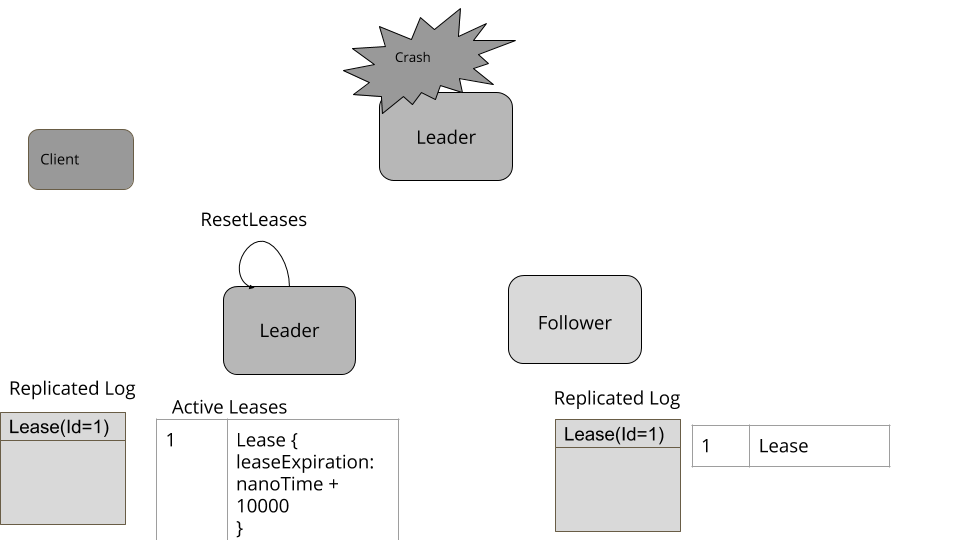 Crash
Leader
Client
ResetLeases
Leader
Follower
Replicated Log
Lease(Id=1)
Active Leases
1
Lease {
leaseExpiration:
nanoTime +
10000
}
Replicated Log
Lease(Id=1)
1
Lease